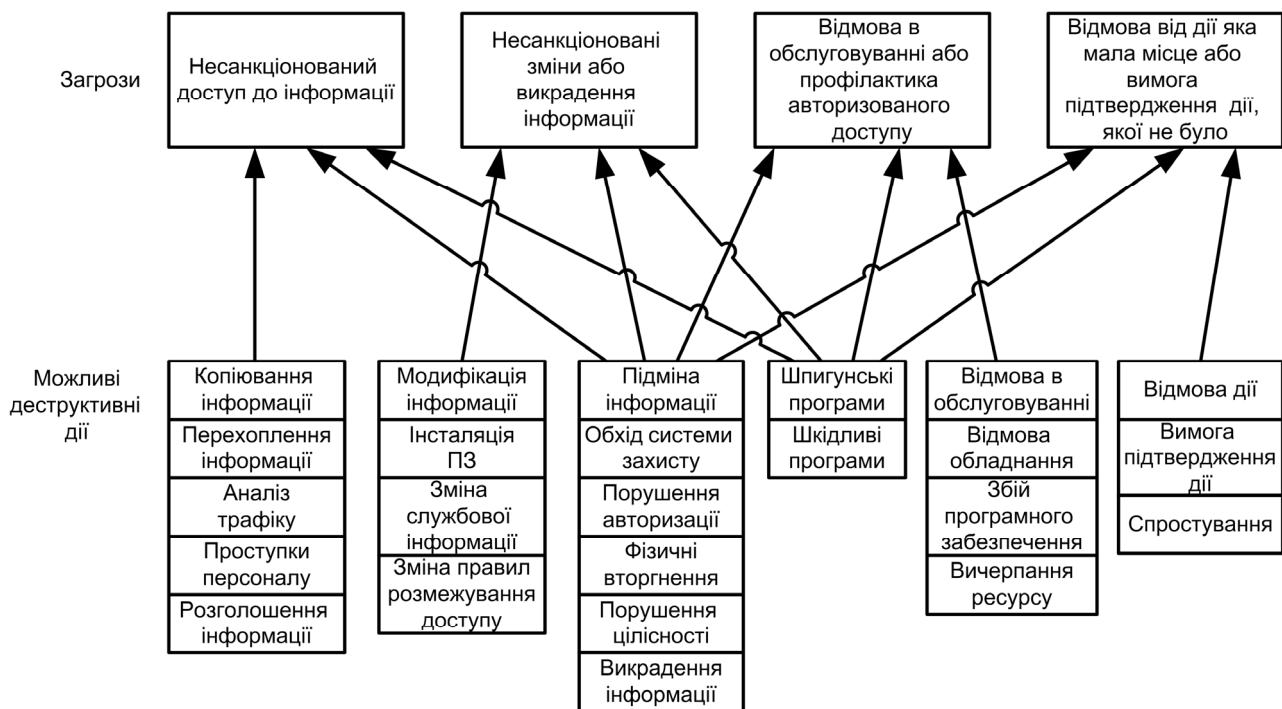 Загрози
Несанкціонований
доступ до інформації
Несанкціоновані
зміни або
викрадення
інформації
Відмова в
обслуговуванні або
профілактика
авторизованого
доступу
Відмова від дії яка
мала місце або
вимога
підтвердження дії,
якої не було
Можливі
деструктивні
дії
Копіювання
інформації
Перехоплення
інформації
Аналіз
трафіку
Проступки
персоналу
Розголошення
інформації
Модифікація
інформації
Інсталяція
ПЗ
Зміна
службової
інформації
Зміна правил
розмежування
доступу
Підміна
інформації
Обхід системи
захисту
Порушення
авторизації
Фізичні
вторгнення
Порушення
цілісності
Викрадення
інформації
Шпигунські
програми
Шкідливі
програми
Відмова в
обслуговуванні
Відмова
обладнання
Збій
програмного
забезпечення
Вичерпання
ресурсу
Відмова дії
Вимога
підтвердження
дії
Спростування